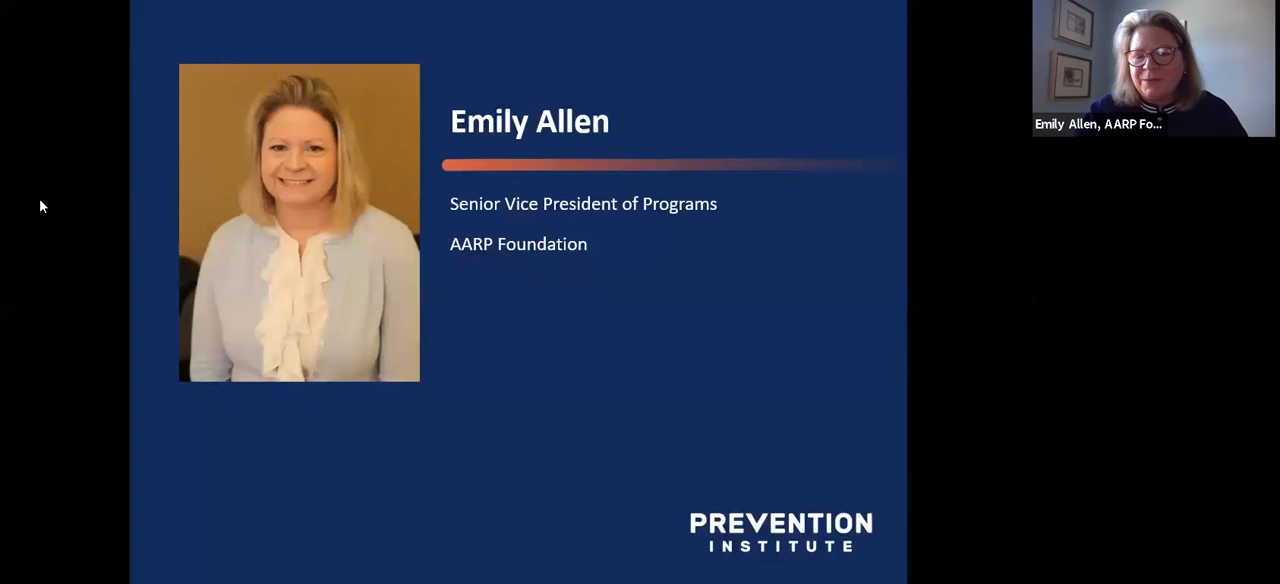 Emily Allen
Senior Vice President of Programs
AARP Foundation
PREVENTION
INSTITUTE
Emily Allen, AARP Fo...